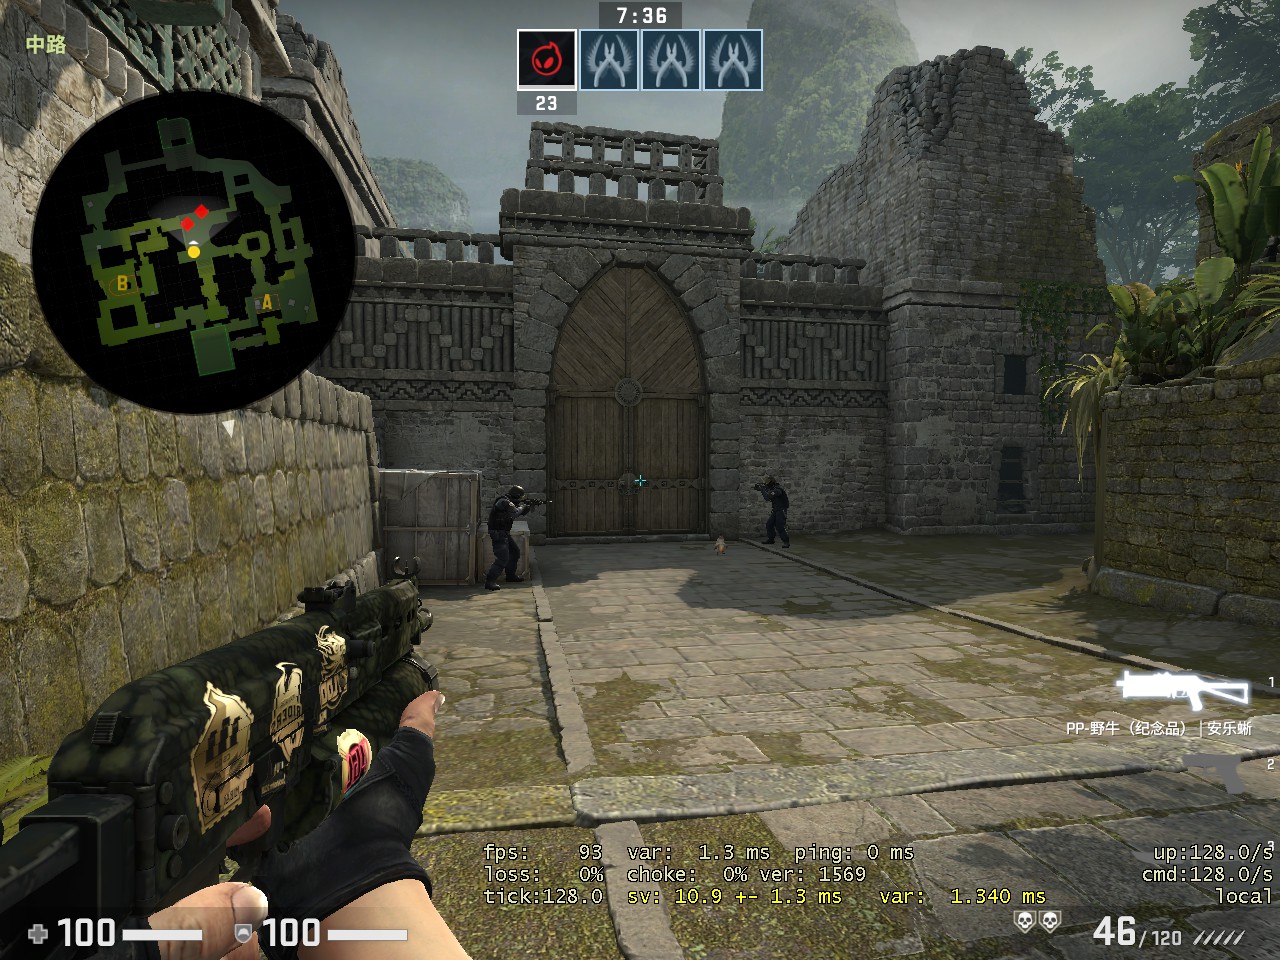 7:36
中路
23
B
A
1
PP-野牛（纪念品） | 安乐蜥
2
3
fps: 93 var: 1.3 ms ping: 0 ms
up:128.0/s
loss: 0% choke: 0% ver: 1569
cmd:128.0/s
tick:128.0 sv: 10.9 +- 1.3 ms var: 1.340 ms
local
100
100
46/120